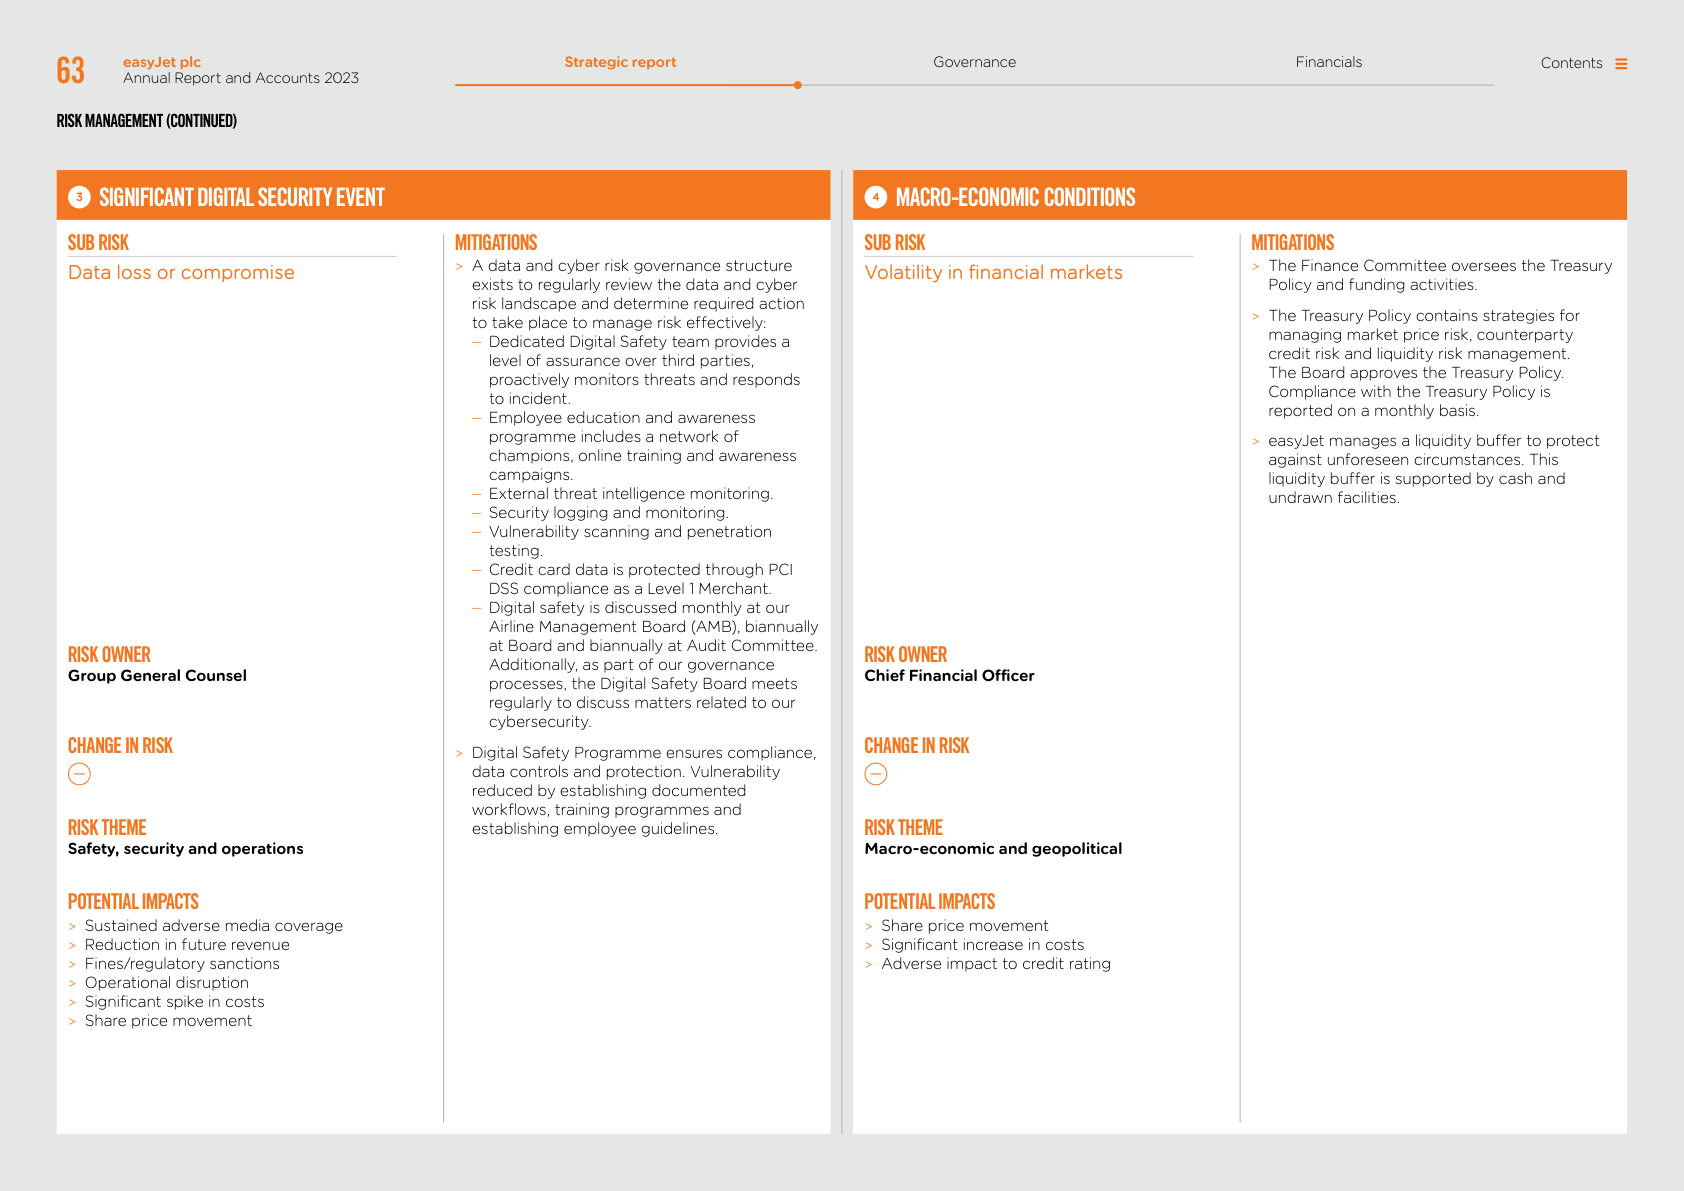 63
easyJet plc
Annual Report and Accounts 2023
Strategic report
Governance
Financials
Contents
RISK MANAGEMENT (CONTINUED)
3 SIGNIFICANT DIGITAL SECURITY EVENT
SUB RISK
Data loss or compromise
RISK OWNER
Group General Counsel
CHANGE IN RISK
RISK THEME
Safety, security and operations
POTENTIAL IMPACTS
> Sustained adverse media coverage
> Reduction in future revenue
> Fines/regulatory sanctions
> Operational disruption
> Significant spike in costs
> Share price movement
MITIGATIONS
> A data and cyber risk governance structure
exists to regularly review the data and cyber
risk landscape and determine required action
to take place to manage risk effectively:
– Dedicated Digital Safety team provides a
level of assurance over third parties,
proactively monitors threats and responds
to incident.
– Employee education and awareness
programme includes a network of
champions, online training and awareness
campaigns.
– External threat intelligence monitoring.
– Security logging and monitoring.
– Vulnerability scanning and penetration
testing.
– Credit card data is protected through PCI
DSS compliance as a Level 1 Merchant.
– Digital safety is discussed monthly at our
Airline Management Board (AMB), biannually
at Board and biannually at Audit Committee.
Additionally, as part of our governance
processes, the Digital Safety Board meets
regularly to discuss matters related to our
cybersecurity.
> Digital Safety Programme ensures compliance,
data controls and protection. Vulnerability
reduced by establishing documented
workflows, training programmes and
establishing employee guidelines.
4 MACRO-ECONOMIC CONDITIONS
SUB RISK
Volatility in financial markets
RISK OWNER
Chief Financial Officer
CHANGE IN RISK
RISK THEME
Macro-economic and geopolitical
POTENTIAL IMPACTS
> Share price movement
> Significant increase in costs
> Adverse impact to credit rating
MITIGATIONS
> The Finance Committee oversees the Treasury
Policy and funding activities.
> The Treasury Policy contains strategies for
managing market price risk, counterparty
credit risk and liquidity risk management.
The Board approves the Treasury Policy.
Compliance with the Treasury Policy is
reported on a monthly basis.
> easyJet manages a liquidity buffer to protect
against unforeseen circumstances. This
liquidity buffer is supported by cash and
undrawn facilities.